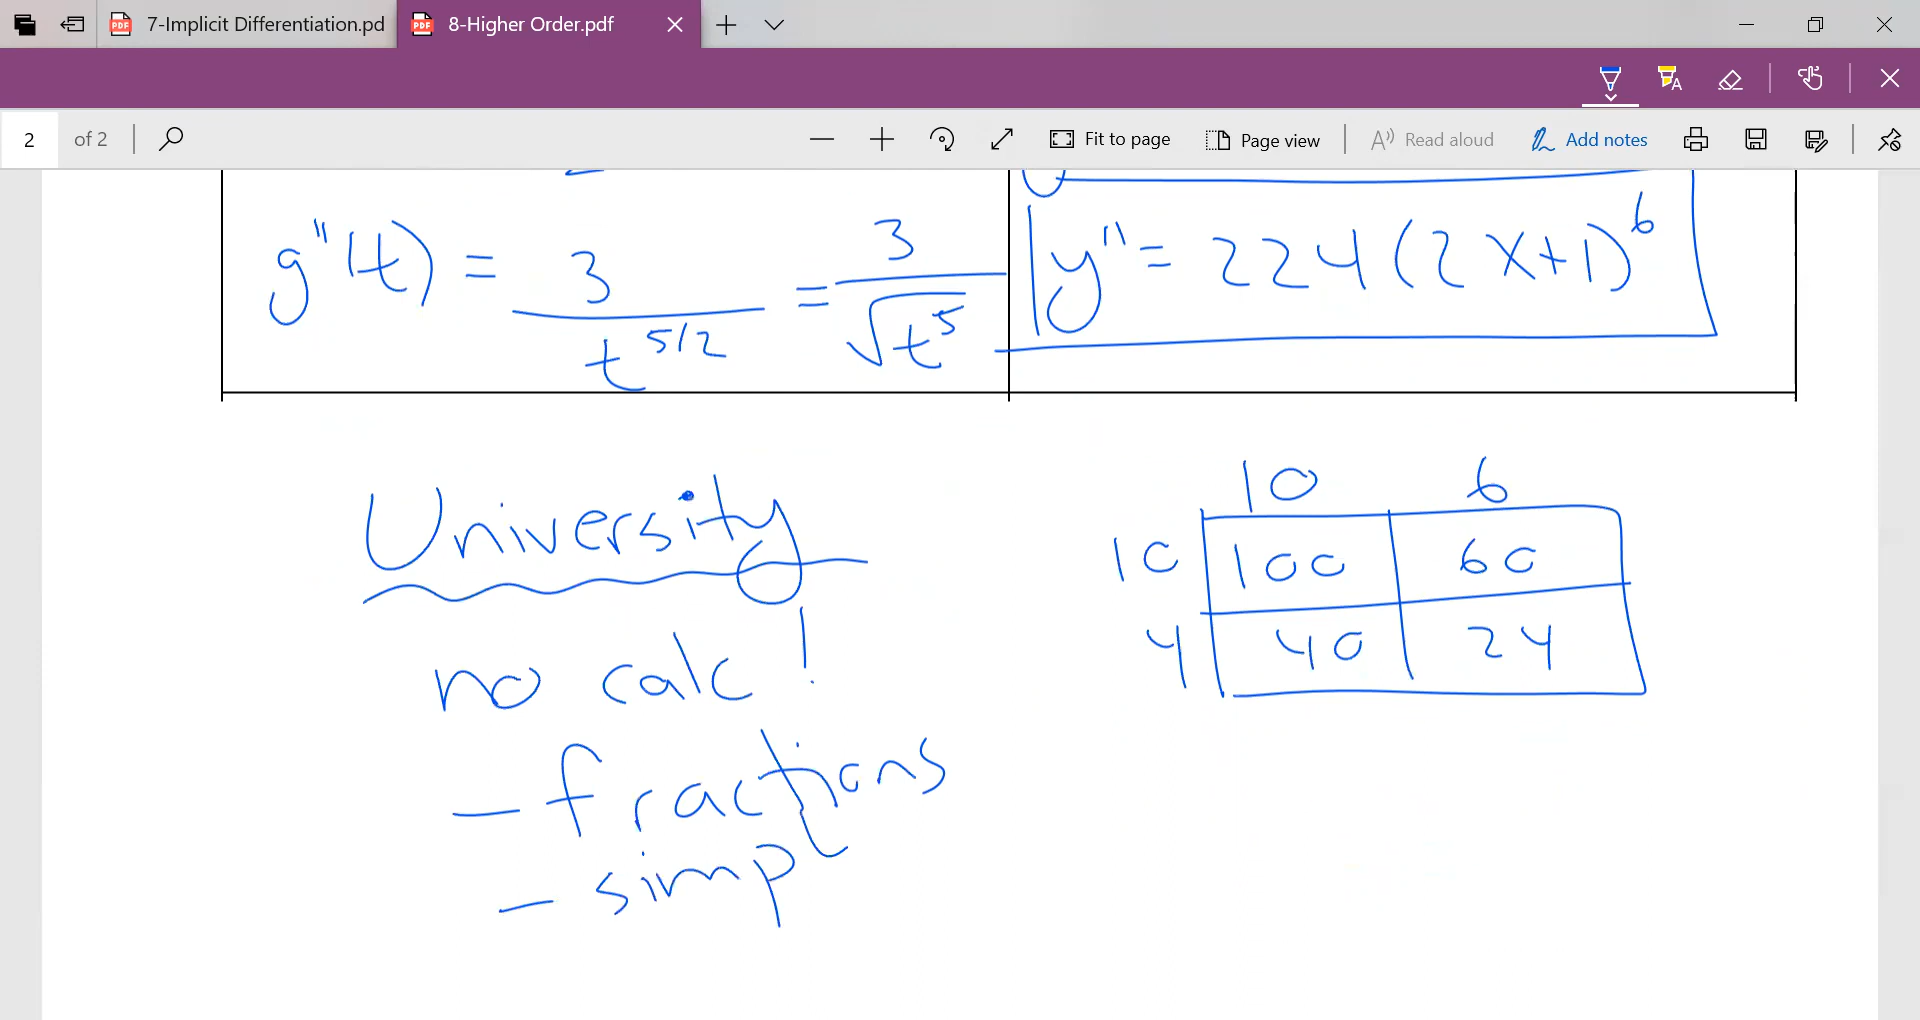 7-Implicit Differentiation.pd
8-Higher Order.pdf
2 of 2
Fit to page
Page view
Read aloud
Add notes
g''(t) = 3/t^5/2 = 3/√t^5
y'' = 224(2x+1)^6
University
no calc!
- fractions
- simp
10 6
10 100 60
4 40 24